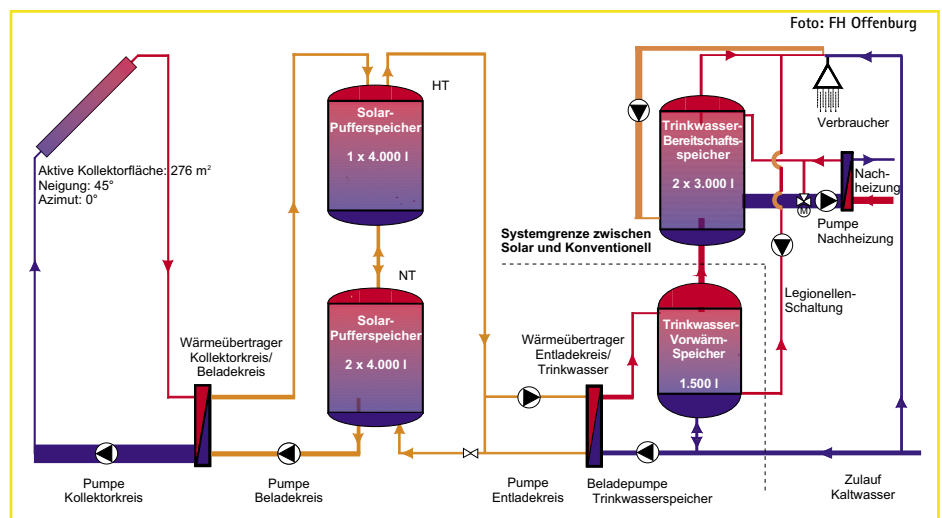 Foto: FH Offenburg
HT
Solar-
Pufferspeicher
1 x 4.000 l
Trinkwasser-
Bereitschafts-
speicher
2 x 3.000 l
Verbraucher
Aktive Kollektorfläche: 276 m²
Neigung: 45°
Azimut: 0°
Nach-
heizung
M
Pumpe
Nachheizung
Systemgrenze zwischen
Solar und Konventionell
NT
Solar-
Pufferspeicher
2 x 4.000 l
Legionellen-
Schaltung
Trinkwasser-
Vorwärm-
Speicher
1.500 l
Wärmeübertrager
Kollektorkreis/
Beladekreis
Wärmeübertrager
Entladekreis/
Trinkwasser
Pumpe
Kollektorkreis
Pumpe
Beladekreis
Pumpe
Entladekreis
Beladepumpe
Trinkwasserspeicher
Zulauf
Kaltwasser